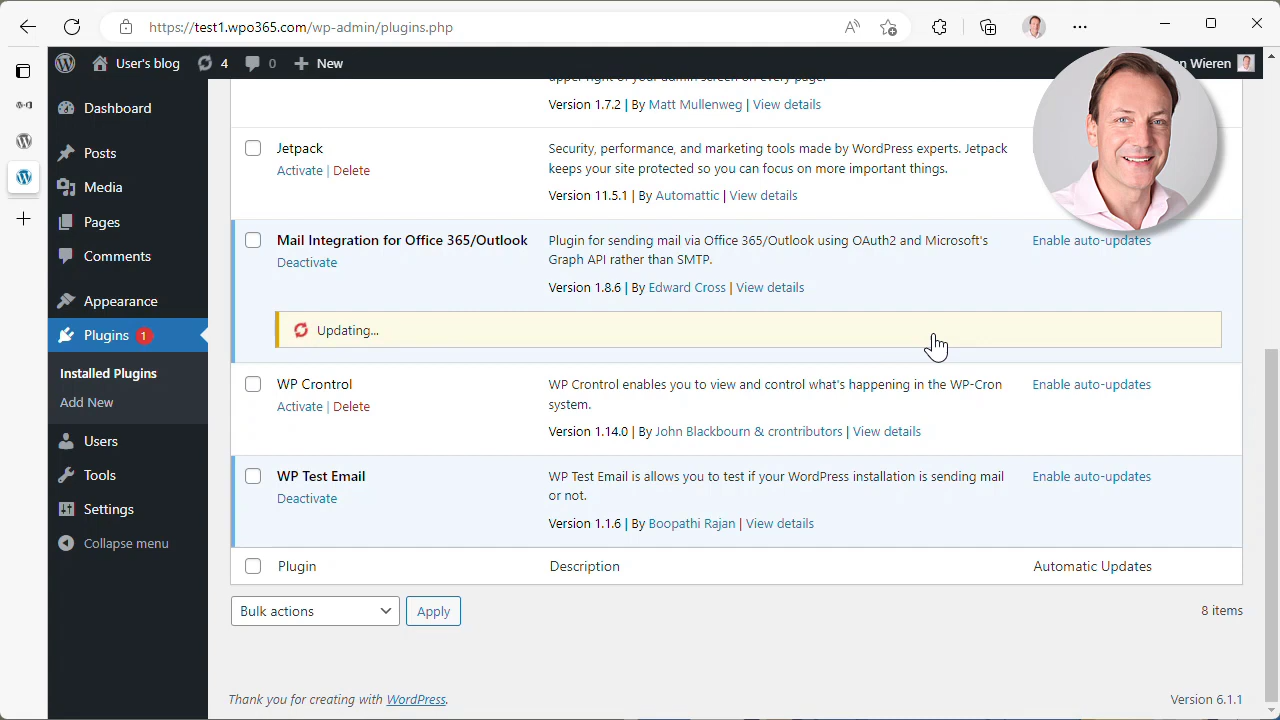 https://test1.wpo365.com/wp-admin/plugins.php
User's blog 4 0 New
n Wieren
Dashboard
Posts
Media
Pages
Comments
Appearance
Plugins 1
Installed Plugins
Add New
Users
Tools
Settings
Collapse menu
upper right of your admin screen on every page.
Version 1.7.2 | By Matt Mullenweg | View details
Jetpack
Activate | Delete
Security, performance, and marketing tools made by WordPress experts. Jetpack
keeps your site protected so you can focus on more important things.
Version 11.5.1 | By Automattic | View details
Mail Integration for Office 365/Outlook
Deactivate
Plugin for sending mail via Office 365/Outlook using OAuth2 and Microsoft's
Graph API rather than SMTP.
Version 1.8.6 | By Edward Cross | View details
Enable auto-updates
Updating...
WP Crontrol
Activate | Delete
WP Crontrol enables you to view and control what's happening in the WP-Cron
system.
Version 1.14.0 | By John Blackbourn & crontributors | View details
Enable auto-updates
WP Test Email
Deactivate
WP Test Email is allows you to test if your WordPress installation is sending mail
or not.
Version 1.1.6 | By Boopathi Rajan | View details
Enable auto-updates
Plugin Description Automatic Updates
Bulk actions Apply 8 items
Thank you for creating with WordPress. Version 6.1.1